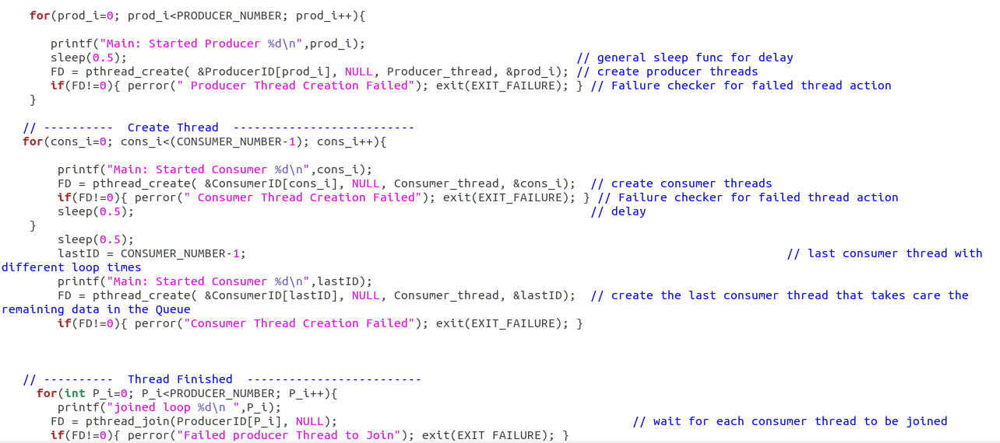 for(prod_i=0; prod_i<PRODUCER_NUMBER; prod_i++){
printf("Main: Started Producer %d\n",prod_i);
sleep(0.5); // general sleep func for delay
FD = pthread_create( &ProducerID[prod_i], NULL, Producer_thread, &prod_i); // create producer threads
if(FD!=0){ perror(" Producer Thread Creation Failed"); exit(EXIT_FAILURE); } // Failure checker for failed thread action
}
// ---------- Create Thread --------------------------
for(cons_i=0; cons_i<(CONSUMER_NUMBER-1); cons_i++){
printf("Main: Started Consumer %d\n",cons_i);
FD = pthread_create( &ConsumerID[cons_i], NULL, Consumer_thread, &cons_i); // create consumer threads
if(FD!=0){ perror(" Consumer Thread Creation Failed"); exit(EXIT_FAILURE); } // Failure checker for failed thread action
sleep(0.5); // delay
}
sleep(0.5);
lastID = CONSUMER_NUMBER-1; // last consumer thread with
different loop times
printf("Main: Started Consumer %d\n",lastID);
FD = pthread_create( &ConsumerID[lastID], NULL, Consumer_thread, &lastID); // create the last consumer thread that takes care the
remaining data in the Queue
if(FD!=0){ perror("Consumer Thread Creation Failed"); exit(EXIT_FAILURE); }
// ---------- Thread Finished -------------------------
for(int P_i=0; P_i<PRODUCER_NUMBER; P_i++){
printf("joined loop %d\n ",P_i);
FD = pthread_join(ProducerID[P_i], NULL); // wait for each consumer thread to be joined
if(FD!=0){ perror("Failed producer Thread to Join"); exit(EXIT_FAILURE); }